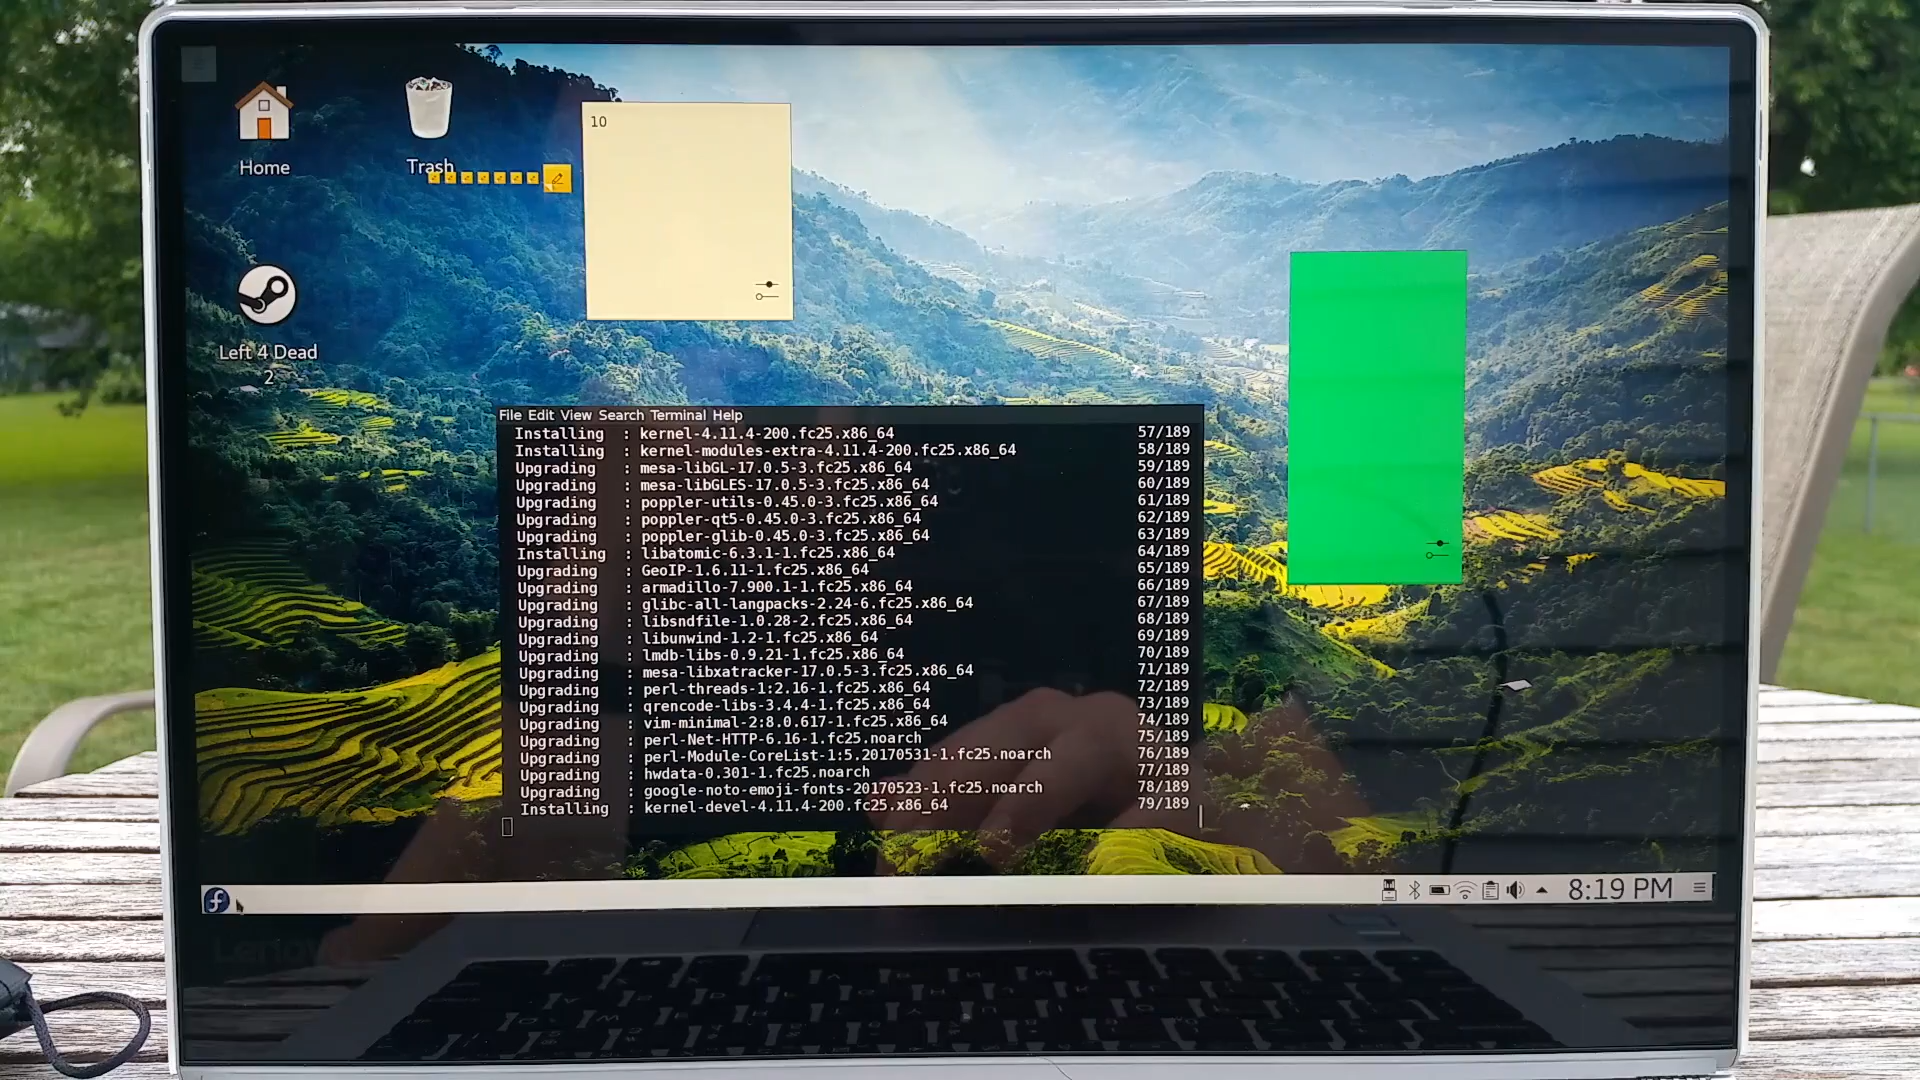 Home
Trash
10
Left 4 Dead
2
File Edit View Search Terminal Help
Installing : kernel-4.11.4-200.fc25.x86_64 57/189
Installing : kernel-modules-extra-4.11.4-200.fc25.x86_64 58/189
Upgrading : mesa-libGL-17.0.5-3.fc25.x86_64 59/189
Upgrading : mesa-libGLES-17.0.5-3.fc25.x86_64 60/189
Upgrading : poppler-utils-0.45.0-3.fc25.x86_64 61/189
Upgrading : poppler-qt5-0.45.0-3.fc25.x86_64 62/189
Upgrading : poppler-glib-0.45.0-3.fc25.x86_64 63/189
Installing : libatomic-6.3.1-1.fc25.x86_64 64/189
Upgrading : GeoIP-1.6.11-1.fc25.x86_64 65/189
Upgrading : armadillo-7.900.1-1.fc25.x86_64 66/189
Upgrading : glibc-all-langpacks-2.24-6.fc25.x86_64 67/189
Upgrading : libsndfile-1.0.28-2.fc25.x86_64 68/189
Upgrading : libunwind-1.2-1.fc25.x86_64 69/189
Upgrading : lmdb-libs-0.9.21-1.fc25.x86_64 70/189
Upgrading : mesa-libxatracker-17.0.5-3.fc25.x86_64 71/189
Upgrading : perl-threads-1:2.16-1.fc25.x86_64 72/189
Upgrading : qrencode-libs-3.4.4-1.fc25.x86_64 73/189
Upgrading : vim-minimal-2:8.0.617-1.fc25.x86_64 74/189
Upgrading : perl-Net-HTTP-6.16-1.fc25.noarch 75/189
Upgrading : perl-Module-CoreList-1:5.20170531-1.fc25.noarch 76/189
Upgrading : hwdata-0.301-1.fc25.noarch 77/189
Upgrading : google-noto-emoji-fonts-20170523-1.fc25.noarch 78/189
Installing : kernel-devel-4.11.4-200.fc25.x86_64 79/189
8:19 PM
Lenovo